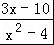 3x − 10
x² − 4